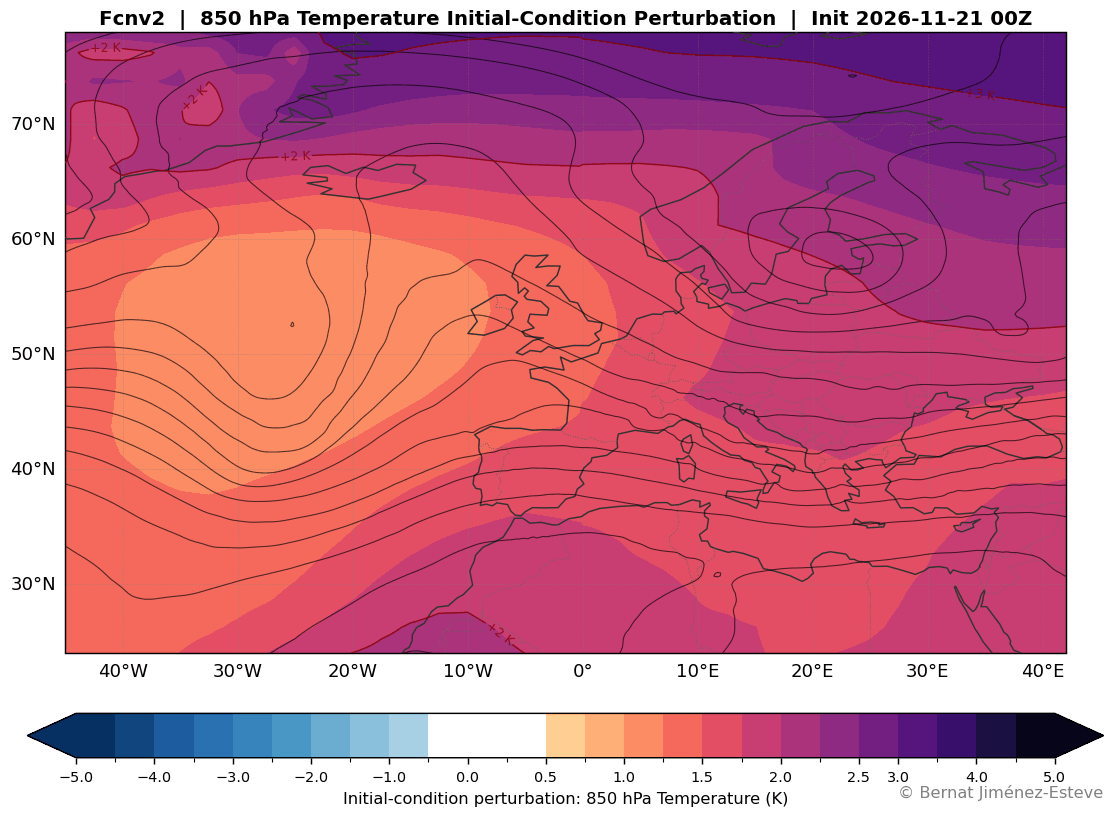 Fcnv2 | 850 hPa Temperature Initial-Condition Perturbation | Init 2026-11-21 00Z
+2 K
+2 K
+3 K
+2 K
+2 K
70°N
60°N
50°N
40°N
30°N
40°W 30°W 20°W 10°W 0° 10°E 20°E 30°E 40°E
−5.0 −4.0 −3.0 −2.0 −1.0 0.0 0.5 1.0 1.5 2.0 2.5 3.0 4.0 5.0
Initial-condition perturbation: 850 hPa Temperature (K)
© Bernat Jiménez-Esteve